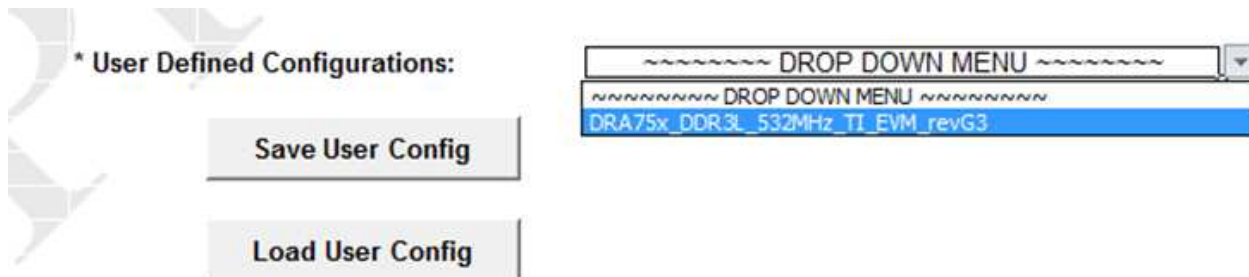 * User Defined Configurations:
~~~~~~~~ DROP DOWN MENU ~~~~~~~~
~~~~~~~~ DROP DOWN MENU ~~~~~~~~
DRA75x_DDR3L_532MHz_TI_EVM_revG3
Save User Config
Load User Config